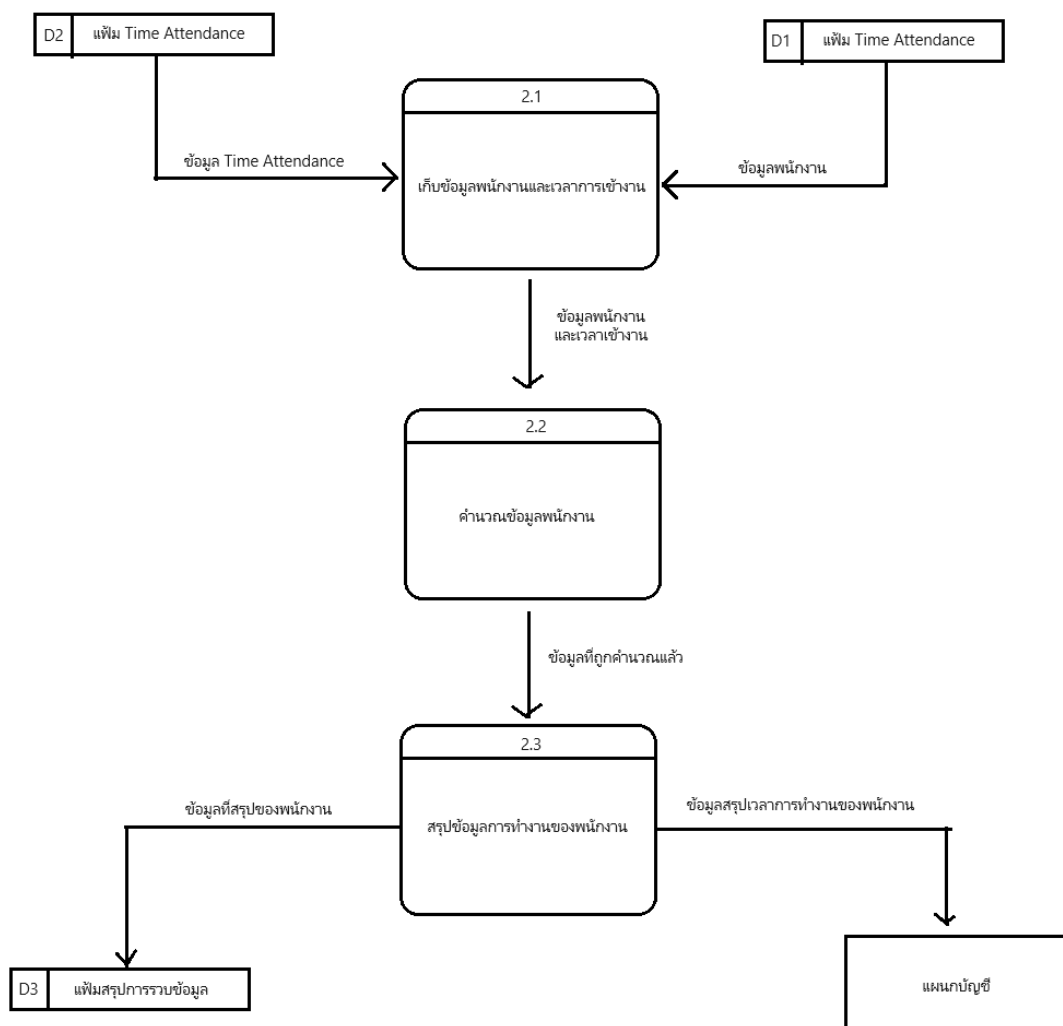 D2 แฟ้ม Time Attendance
D1 แฟ้ม Time Attendance
2.1
ข้อมูล Time Attendance
ข้อมูลพนักงาน
เก็บข้อมูลพนักงานและเวลาการเข้างาน
ข้อมูลพนักงาน
และเวลาเข้างาน
2.2
คำนวณข้อมูลพนักงาน
ข้อมูลที่ถูกคำนวณแล้ว
2.3
ข้อมูลที่สรุปของพนักงาน
ข้อมูลสรุปเวลาการทำงานของพนักงาน
สรุปข้อมูลการทำงานของพนักงาน
D3 แฟ้มสรุปการรวบข้อมูล
แผนกบัญชี